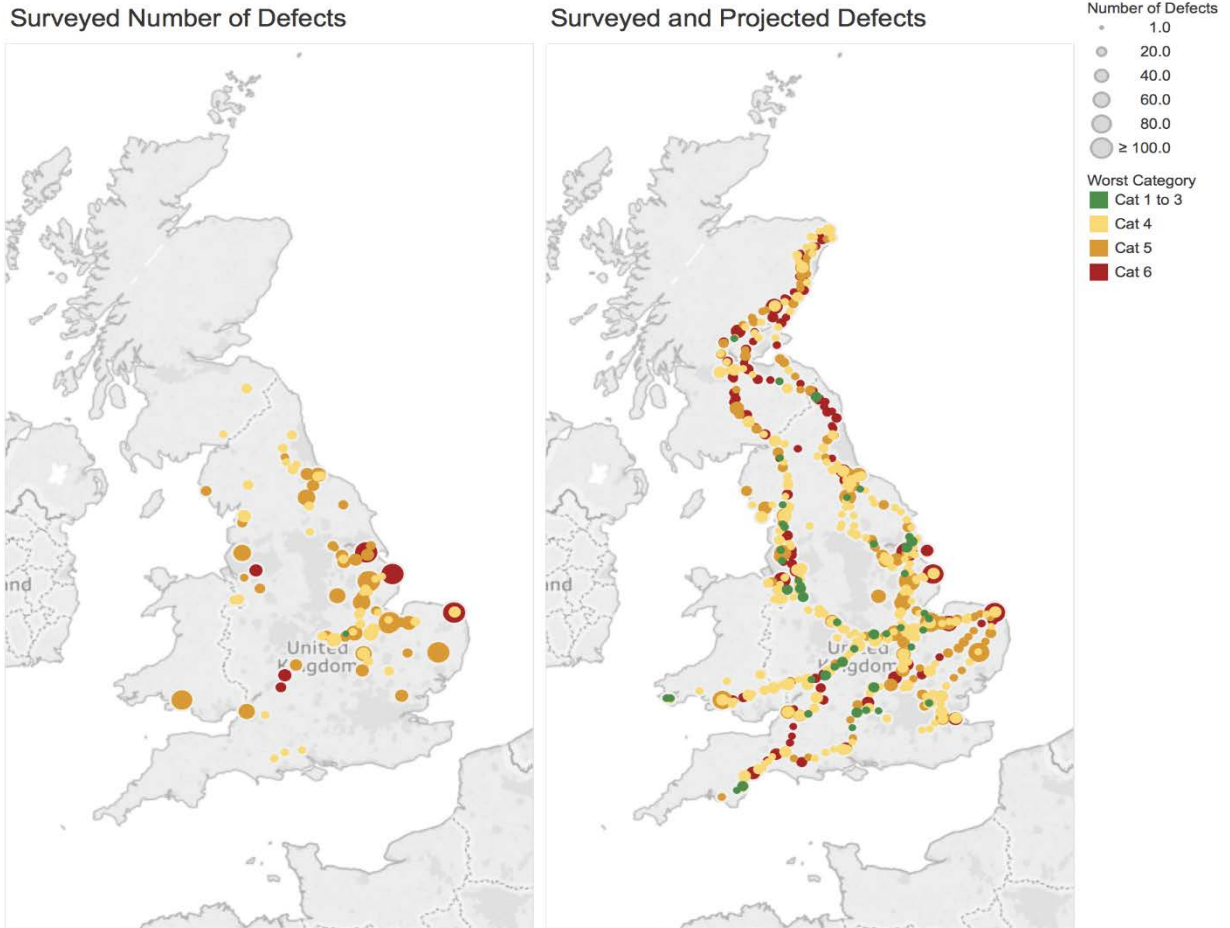 Surveyed Number of Defects
Surveyed and Projected Defects
Number of Defects
1.0
20.0
40.0
60.0
80.0
≥ 100.0
Worst Category
Cat 1 to 3
Cat 4
Cat 5
Cat 6
and
United
Kingdom
and
United
Kingdom